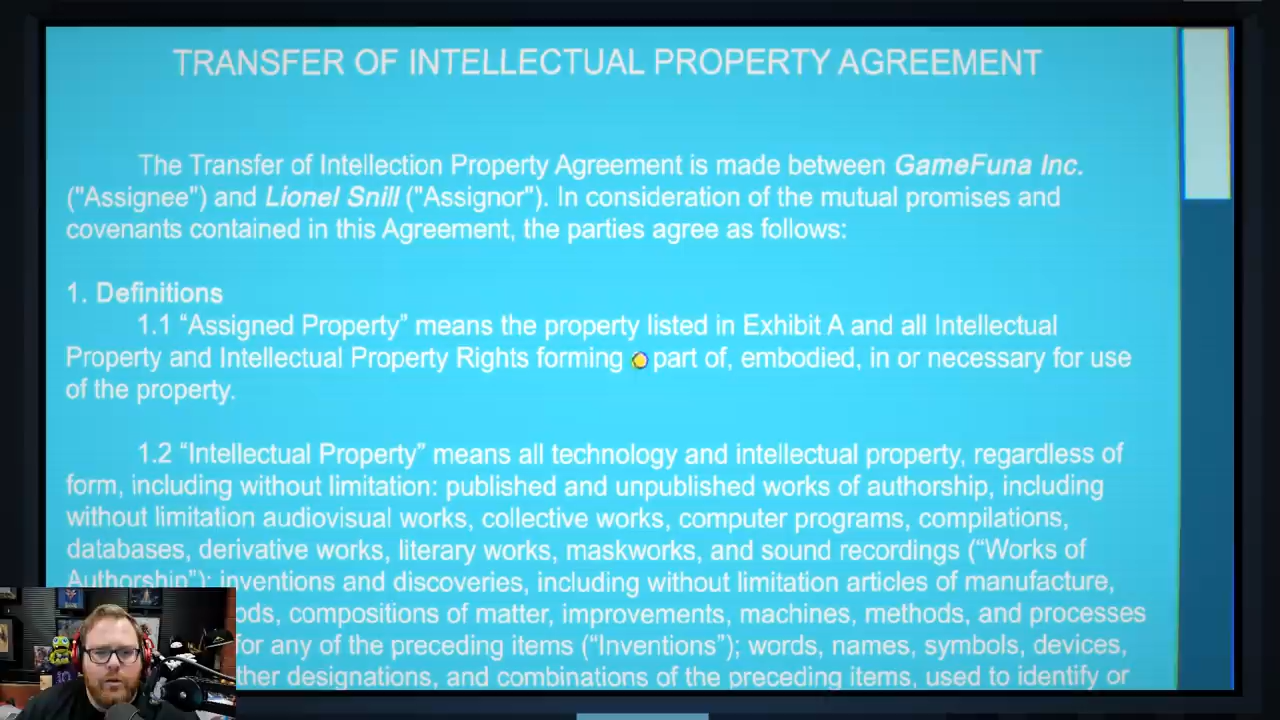 TRANSFER OF INTELLECTUAL PROPERTY AGREEMENT
The Transfer of Intellection Property Agreement is made between GameFuna Inc.
("Assignee") and Lionel Snill ("Assignor"). In consideration of the mutual promises and
covenants contained in this Agreement, the parties agree as follows:
1. Definitions
1.1 “Assigned Property” means the property listed in Exhibit A and all Intellectual
Property and Intellectual Property Rights forming part of, embodied, in or necessary for use
of the property.
1.2 “Intellectual Property” means all technology and intellectual property, regardless of
form, including without limitation: published and unpublished works of authorship, including
without limitation audiovisual works, collective works, computer programs, compilations,
databases, derivative works, literary works, maskworks, and sound recordings (“Works of
Authorship”); inventions and discoveries, including without limitation articles of manufacture,
ods, compositions of matter, improvements, machines, methods, and processes
for any of the preceding items (“Inventions”); words, names, symbols, devices,
ther designations, and combinations of the preceding items, used to identify or